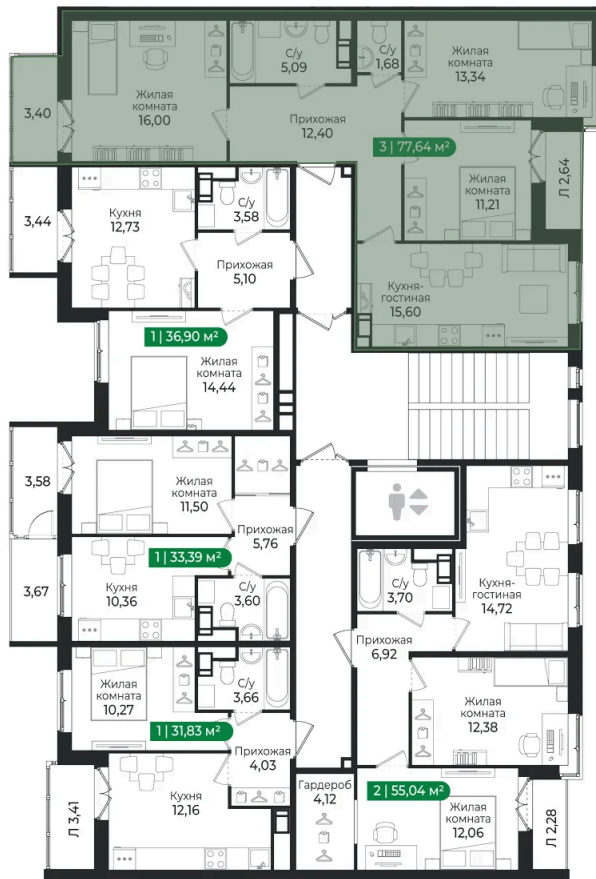 С/у
5,09
С/у
1,68
Жилая
комната
13,34
Жилая
комната
16,00
3,40
Прихожая
12,40
3 | 77,64 м²
Л 2,64
Жилая
комната
11,21
С/у
3,58
Кухня
12,73
3,44
Прихожая
5,10
Кухня-
гостиная
15,60
1 | 36,90 м²
Жилая
комната
14,44
3,58
Жилая
комната
11,50
Прихожая
5,76
1 | 33,39 м²
Кухня
10,36
3,67
С/у
3,60
С/у
3,70
Кухня-
гостиная
14,72
Прихожая
6,92
Жилая
комната
10,27
С/у
3,66
Жилая
комната
12,38
1 | 31,83 м²
Прихожая
4,03
Гардероб
4,12
2 | 55,04 м²
Л 3,41
Кухня
12,16
Жилая
комната
12,06
Л 2,28